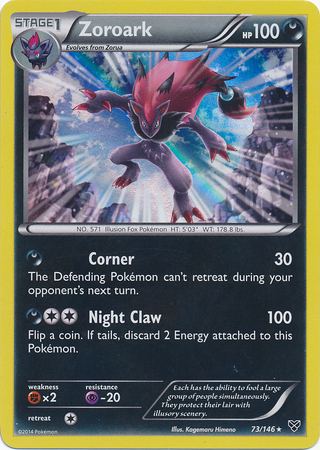 STAGE1
Zoroark
HP100
Evolves from Zorua
NO. 571 Illusion Fox Pokémon HT: 5'03" WT: 178.8 lbs.
Corner 30
The Defending Pokémon can't retreat during your
opponent's next turn.
Night Claw 100
Flip a coin. If tails, discard 2 Energy attached to this
Pokémon.
weakness
×2
resistance
-20
retreat
Each has the ability to fool a large
group of people simultaneously.
They protect their lair with
illusory scenery.
©2014 Pokémon
Illus. Kagemaru Himeno
73/146 ★